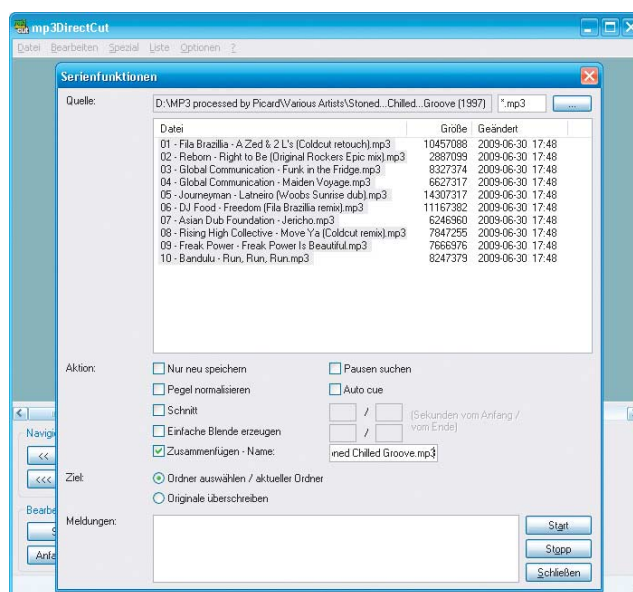 mp3DirectCut
Datei Bearbeiten Spezial Liste Optionen ?
Serienfunktionen
Quelle: D:\MP3 processed by Picard\Various Artists\Stoned...Chilled...Groove (1997) *.mp3 ...
Datei Größe Geändert
01 - Fila Brazillia - A Zed & 2 L's (Coldcut retouch).mp3 10457088 2009-06-30 17:48
02 - Reborn - Right to Be (Original Rockers Epic mix).mp3 2887099 2009-06-30 17:48
03 - Global Communication - Funk in the Fridge.mp3 8327374 2009-06-30 17:48
04 - Global Communication - Maiden Voyage.mp3 6627317 2009-06-30 17:48
05 - Journeyman - Latneiro (Woobs Sunrise dub).mp3 14307317 2009-06-30 17:48
06 - DJ Food - Freedom (Fila Brazillia remix).mp3 11167382 2009-06-30 17:48
07 - Asian Dub Foundation - Jericho.mp3 6246960 2009-06-30 17:48
08 - Rising High Collective - Move Ya (Coldcut remix).mp3 7847255 2009-06-30 17:48
09 - Freak Power - Freak Power Is Beautiful.mp3 7666976 2009-06-30 17:48
10 - Bandulu - Run, Run, Run.mp3 8247379 2009-06-30 17:48
Aktion: Nur neu speichern Pausen suchen
Pegel normalisieren Auto cue
Schnitt / (Sekunden vom Anfang /
Einfache Blende erzeugen / vom Ende)
Zusammenfügen - Name: ned Chilled Groove.mp3
Ziel: Ordner auswählen / aktueller Ordner
Originale überschreiben
Meldungen: Start
Stopp
Schließen
Navigi
<<
<<<
Bearbe
S
Anfa